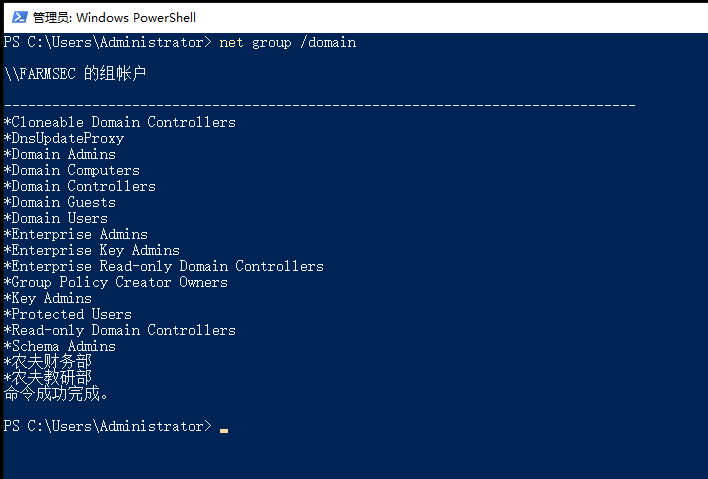 管理员: Windows PowerShell
PS C:\Users\Administrator> net group /domain
\\FARMSEC 的组帐户
-------------------------------------------------------------------------------
*Cloneable Domain Controllers
*DnsUpdateProxy
*Domain Admins
*Domain Computers
*Domain Controllers
*Domain Guests
*Domain Users
*Enterprise Admins
*Enterprise Key Admins
*Enterprise Read-only Domain Controllers
*Group Policy Creator Owners
*Key Admins
*Protected Users
*Read-only Domain Controllers
*Schema Admins
*农夫财务部
*农夫教研部
命令成功完成。
PS C:\Users\Administrator>